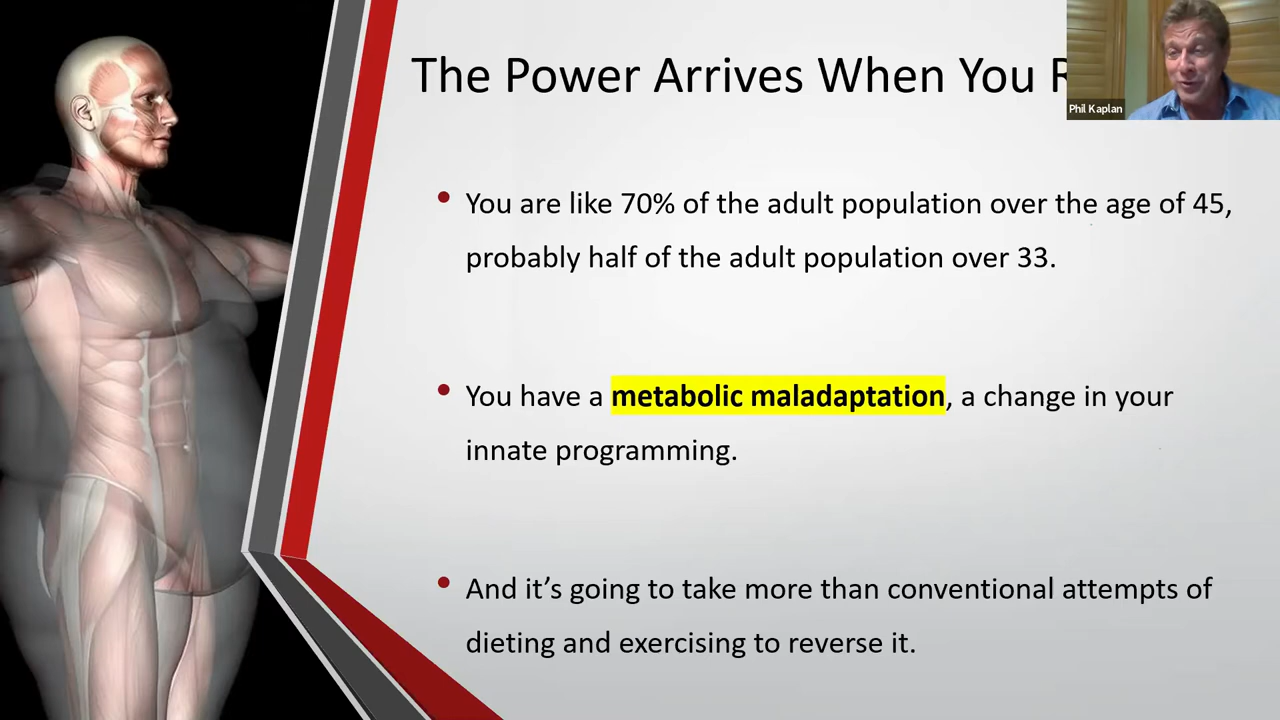 The Power Arrives When You
Phil Kaplan
• You are like 70% of the adult population over the age of 45,
probably half of the adult population over 33.
• You have a metabolic maladaptation, a change in your
innate programming.
• And it’s going to take more than conventional attempts of
dieting and exercising to reverse it.